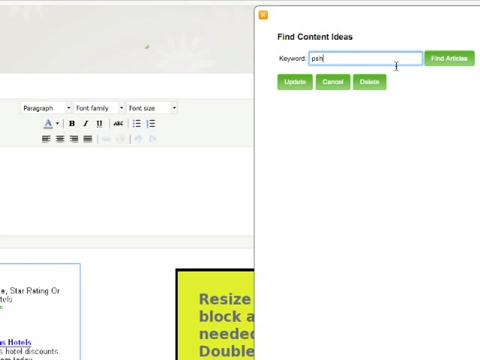 Find Content Ideas
Keyword: psh
Find Articles
Update Cancel Delete
Paragraph Font family Font size
A B I U ABC
e, Star Rating Or
tels
s Hotels
s hotel discounts.
Resize
block a
needed
Double